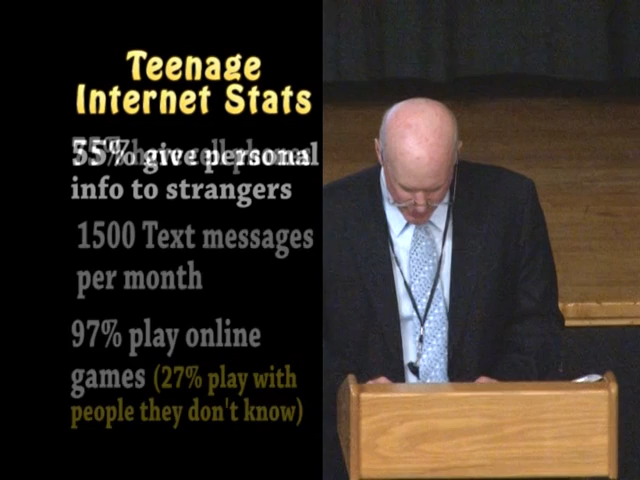 Teenage
Internet Stats
55% give personal
info to strangers
1500 Text messages
per month
97% play online
games (27% play with
people they don't know)